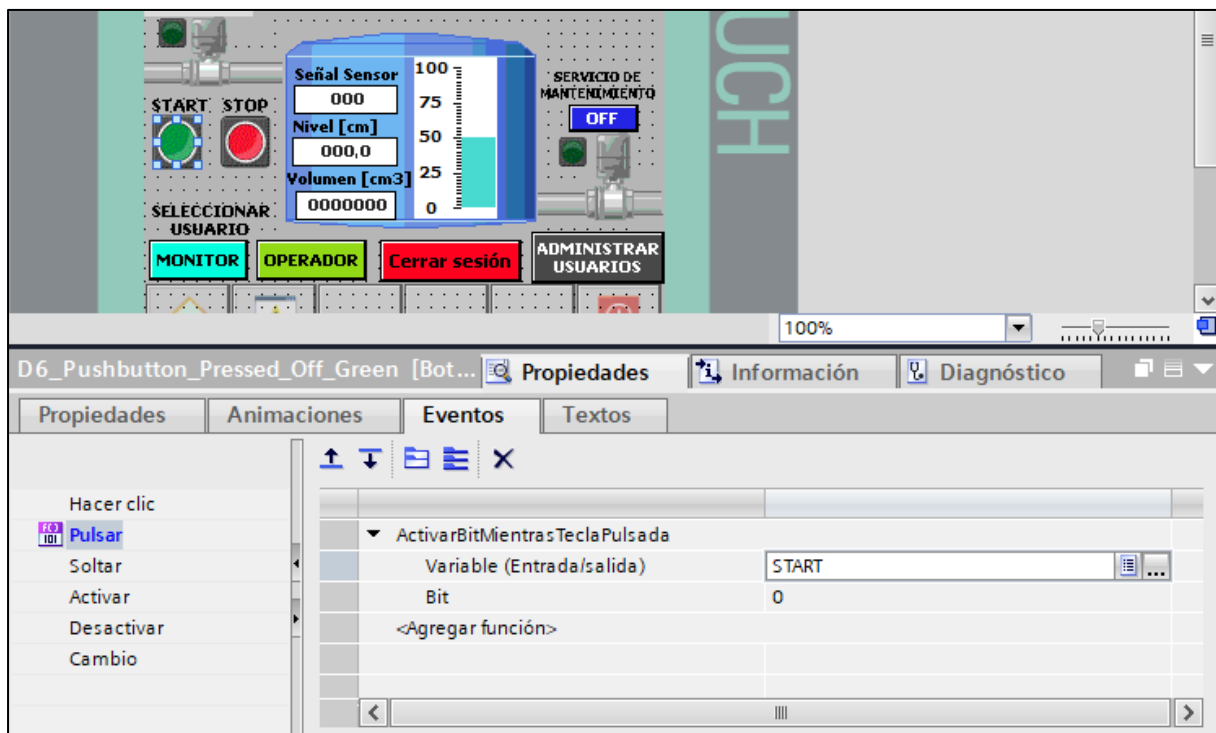 UCH
Señal Sensor
000
Nivel [cm]
000,0
Volumen [cm3]
0000000
100
75
50
25
0
START STOP
SERVICIO DE
MANTENIMIENTO
OFF
SELECCIONAR
USUARIO
MONITOR
OPERADOR
Cerrar sesión
ADMINISTRAR
USUARIOS
100%
D6_Pushbutton_Pressed_Off_Green [Bot...
Propiedades
Información
Diagnóstico
Propiedades
Animaciones
Eventos
Textos
Hacer clic
Pulsar
Soltar
Activar
Desactivar
Cambio
ActivarBitMientrasTeclaPulsada
Variable (Entrada/salida) START
Bit 0
<Agregar función>